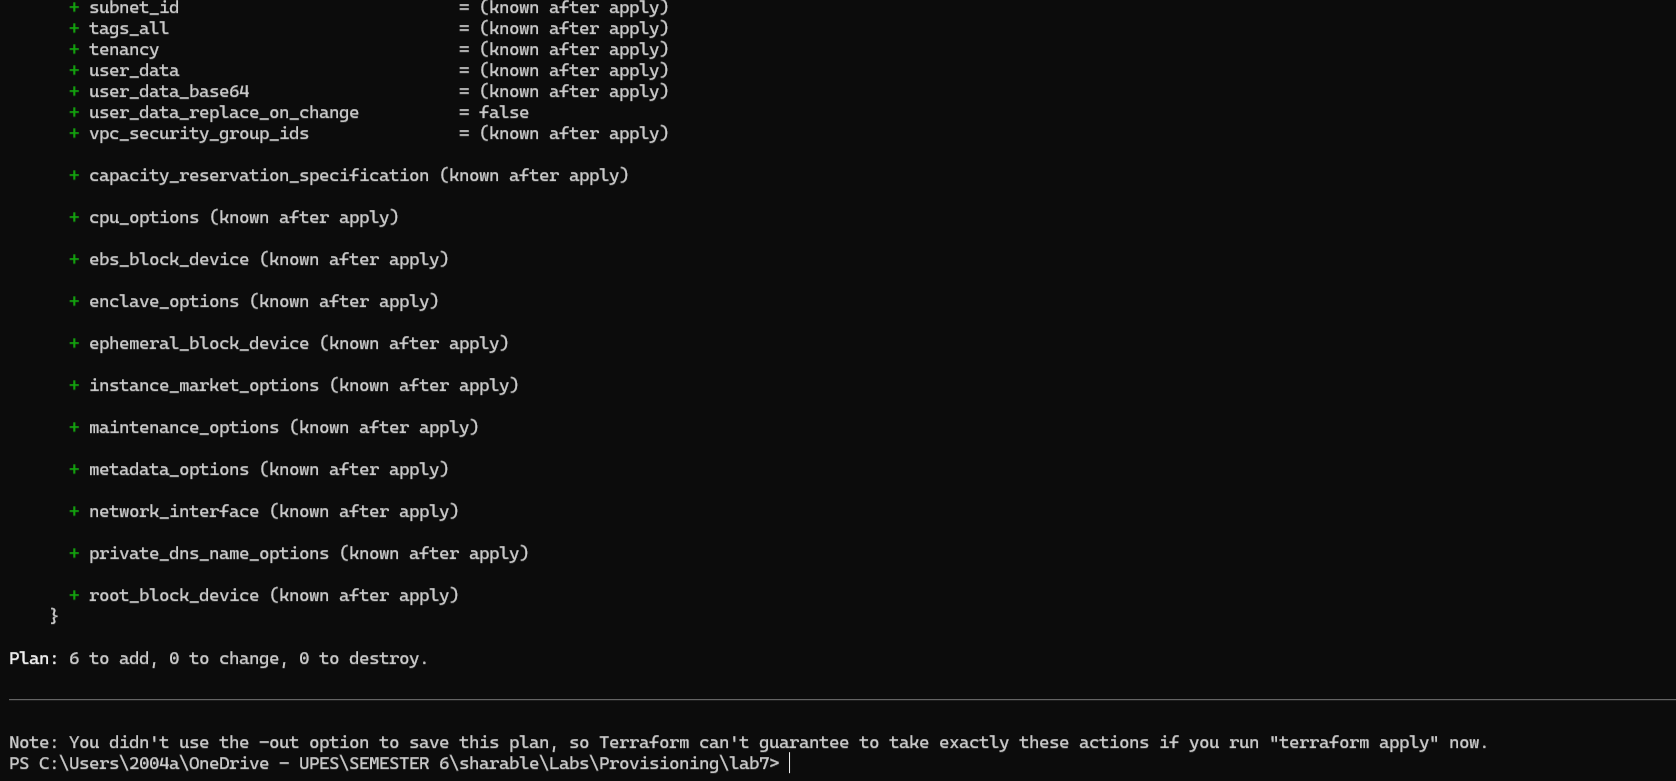 + subnet_id = (known after apply)
+ tags_all = (known after apply)
+ tenancy = (known after apply)
+ user_data = (known after apply)
+ user_data_base64 = (known after apply)
+ user_data_replace_on_change = false
+ vpc_security_group_ids = (known after apply)
+ capacity_reservation_specification (known after apply)
+ cpu_options (known after apply)
+ ebs_block_device (known after apply)
+ enclave_options (known after apply)
+ ephemeral_block_device (known after apply)
+ instance_market_options (known after apply)
+ maintenance_options (known after apply)
+ metadata_options (known after apply)
+ network_interface (known after apply)
+ private_dns_name_options (known after apply)
+ root_block_device (known after apply)
}
Plan: 6 to add, 0 to change, 0 to destroy.
Note: You didn't use the -out option to save this plan, so Terraform can't guarantee to take exactly these actions if you run "terraform apply" now.
PS C:\Users\2004a\OneDrive - UPES\SEMESTER 6\sharable\Labs\Provisioning\lab7>